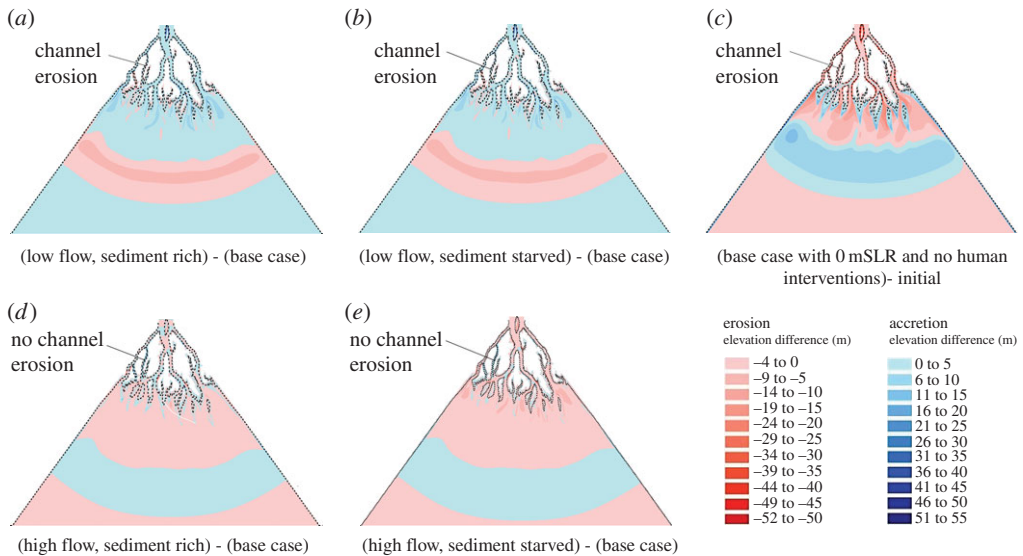 (a)
channel
erosion
(low flow, sediment rich) - (base case)
(b)
channel
erosion
(low flow, sediment starved) - (base case)
(c)
channel
erosion
(base case with 0 mSLR and no human
interventions)- initial
(d)
no channel
erosion
(high flow, sediment rich) - (base case)
(e)
no channel
erosion
(high flow, sediment starved) - (base case)
erosion
elevation difference (m)
–4 to 0
–9 to –5
–14 to –10
–19 to –15
–24 to –20
–29 to –25
–34 to –30
–39 to –35
–44 to –40
–49 to –45
–52 to –50
accretion
elevation difference (m)
0 to 5
6 to 10
11 to 15
16 to 20
21 to 25
26 to 30
31 to 35
36 to 40
41 to 45
46 to 50
51 to 55